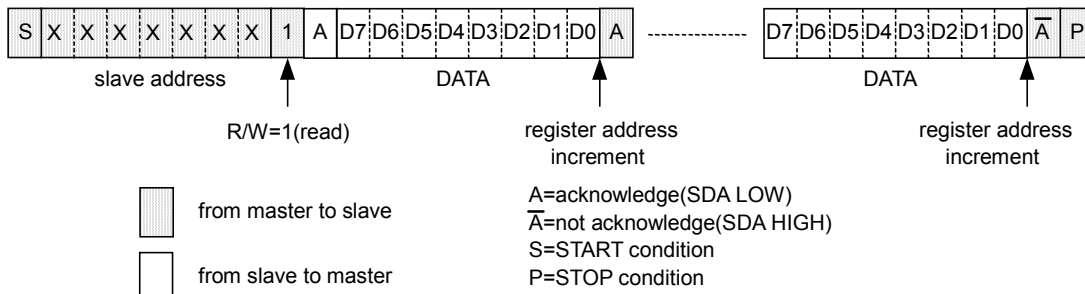 S X X X X X X X 1 A D7 D6 D5 D4 D3 D2 D1 D0 A D7 D6 D5 D4 D3 D2 D1 D0 A̅ P
slave address DATA DATA
R/W=1(read)
register address increment
register address increment
from master to slave
from slave to master
A=acknowledge(SDA LOW)
A̅=not acknowledge(SDA HIGH)
S=START condition
P=STOP condition